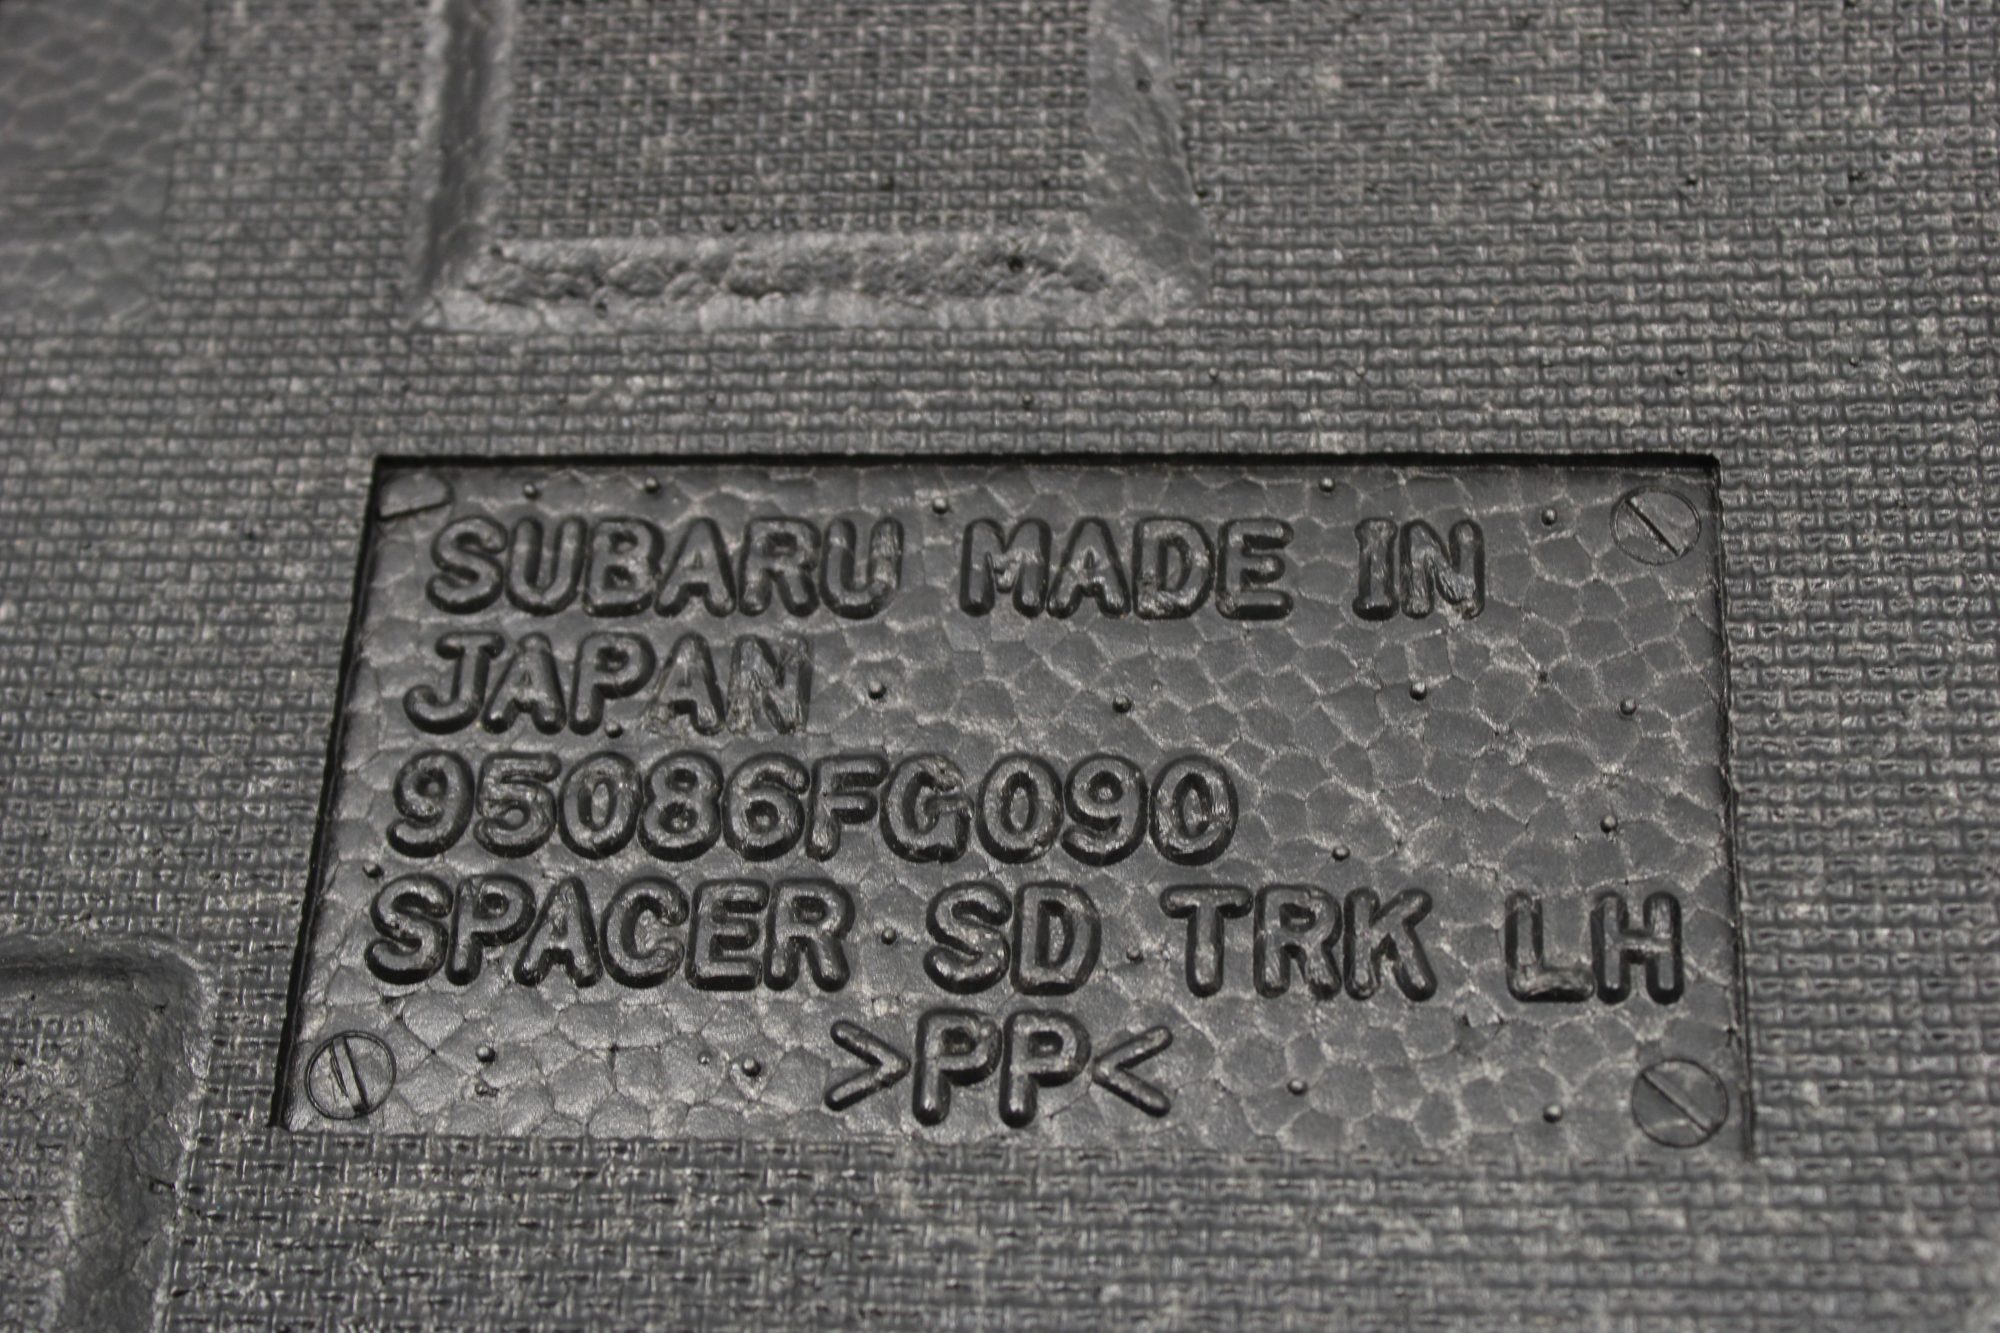 SUBARU MADE IN
JAPAN
95086FG090
SPACER SD TRK LH
>PP<